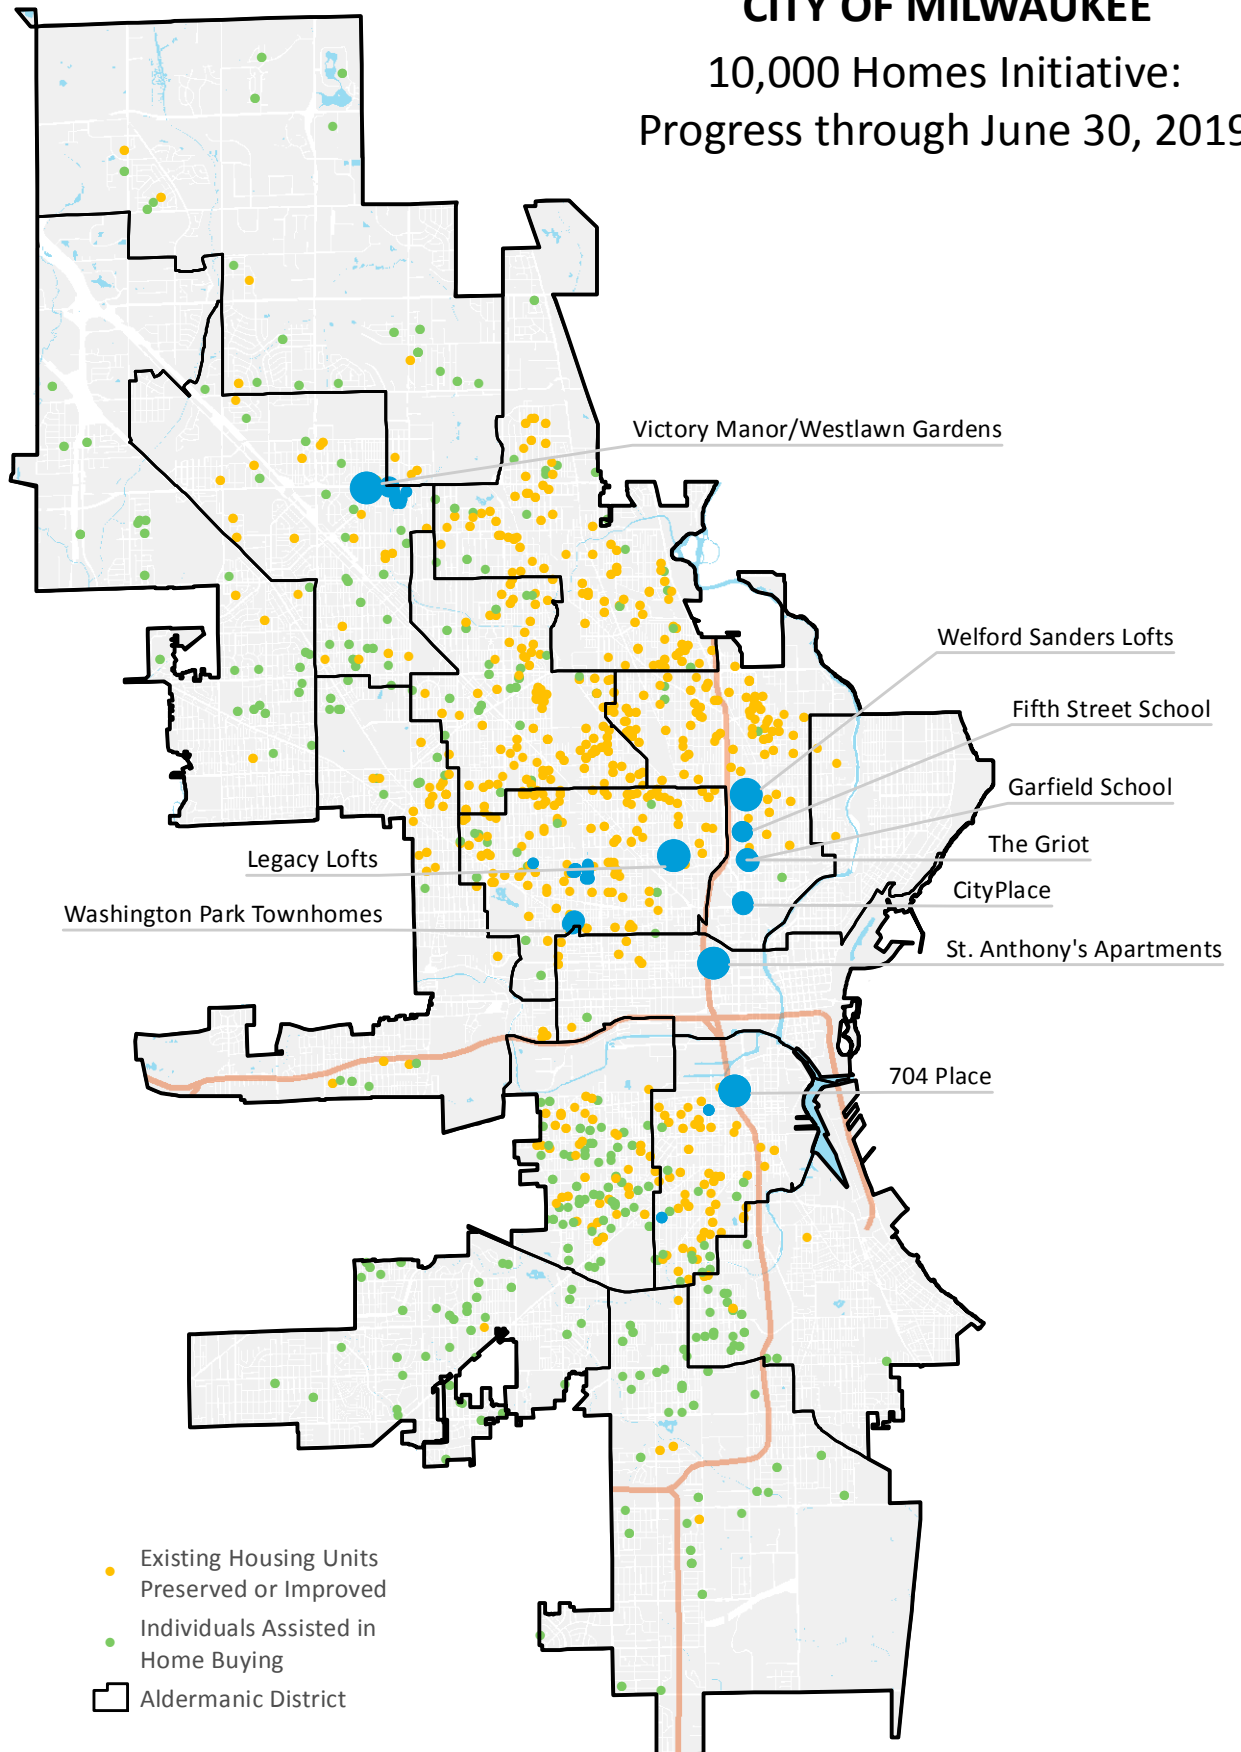 CITY OF MILWAUKEE
10,000 Homes Initiative:
Progress through June 30, 2019
Victory Manor/Westlawn Gardens
Welford Sanders Lofts
Fifth Street School
Garfield School
The Griot
Legacy Lofts
CityPlace
Washington Park Townhomes
St. Anthony's Apartments
704 Place
Existing Housing Units
Preserved or Improved
Individuals Assisted in
Home Buying
Aldermanic District